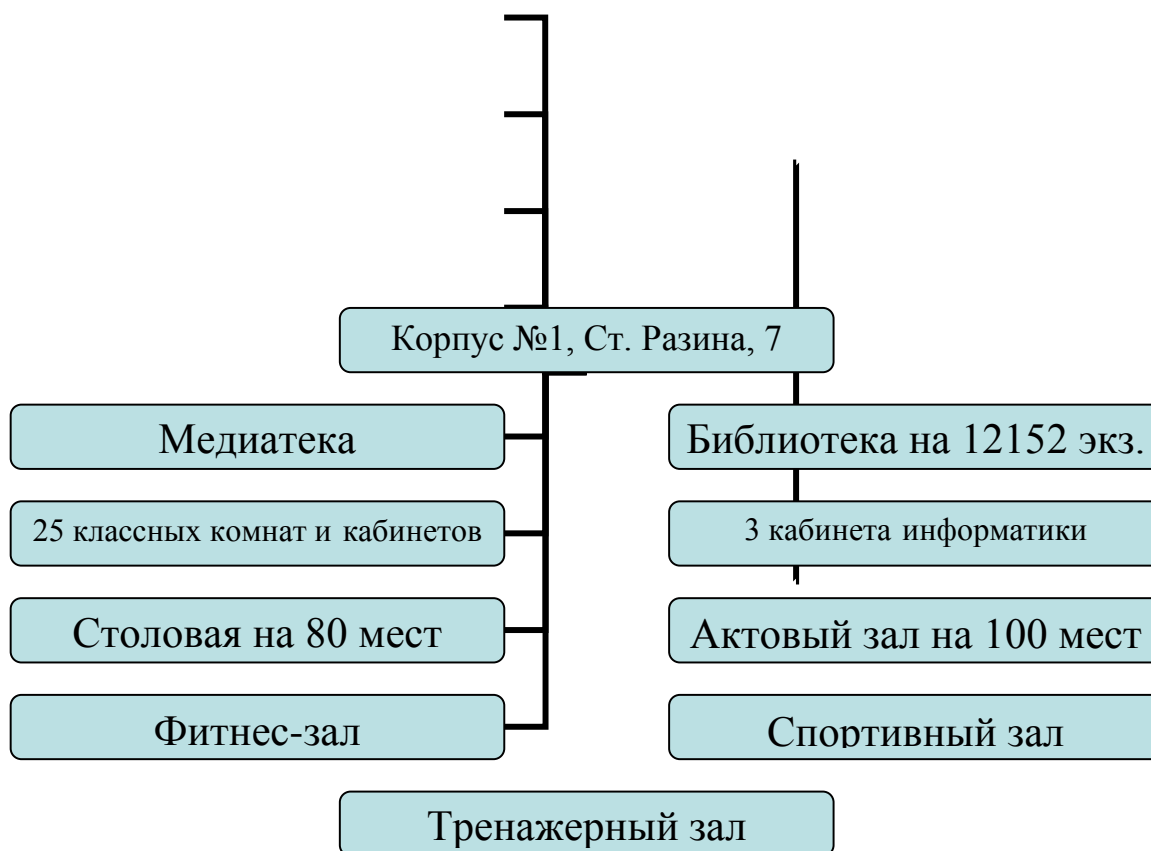 Корпус №1, Ст. Разина, 7
Медиатека
Библиотека на 12152 экз.
25 классных комнат и кабинетов
3 кабинета информатики
Столовая на 80 мест
Актовый зал на 100 мест
Фитнес-зал
Спортивный зал
Тренажерный зал